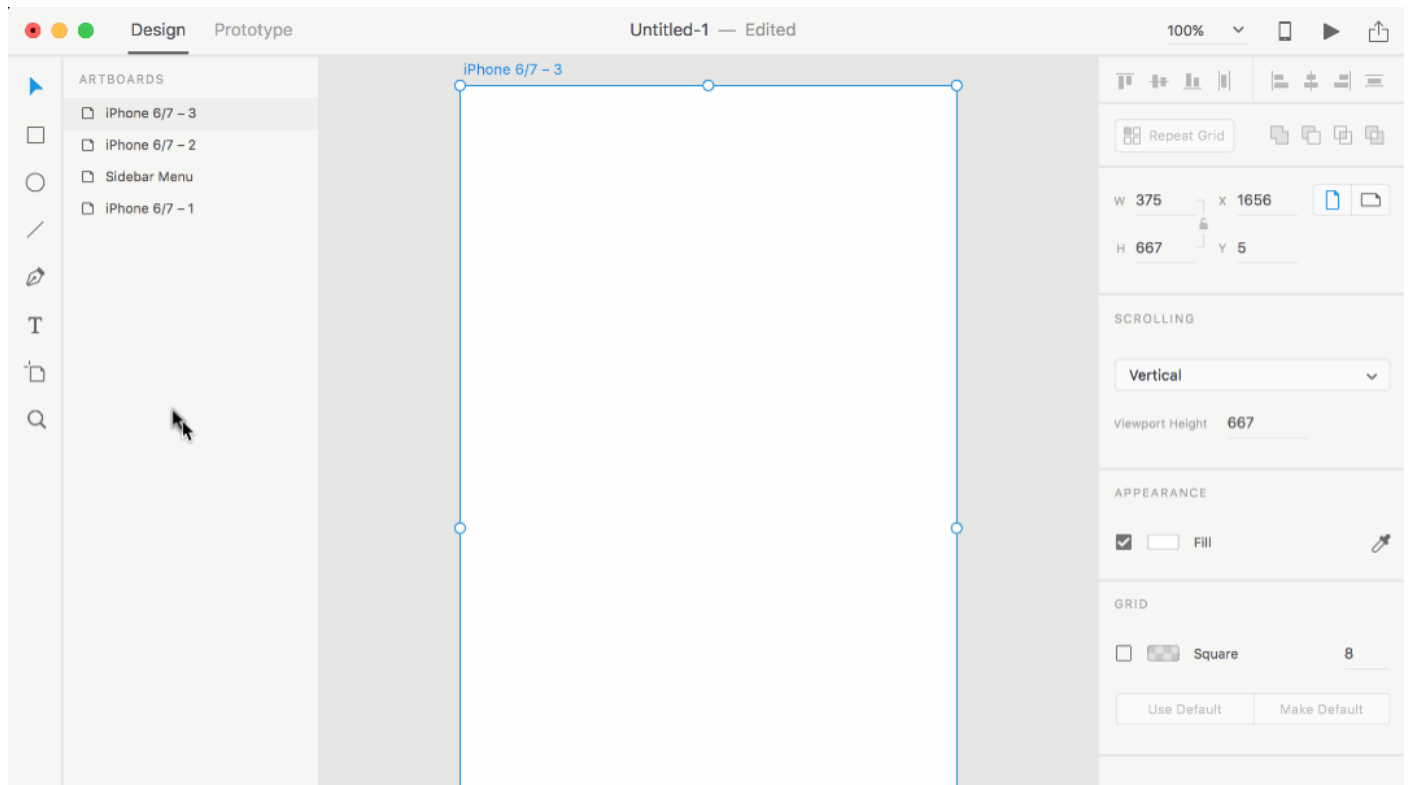 Design Prototype Untitled-1 — Edited 100%
ARTBOARDS
iPhone 6/7 – 3
iPhone 6/7 – 2
Sidebar Menu
iPhone 6/7 – 1
T
iPhone 6/7 – 3
Repeat Grid
W 375 X 1656
H 667 Y 5
SCROLLING
Vertical
Viewport Height 667
APPEARANCE
Fill
GRID
Square 8
Use Default Make Default